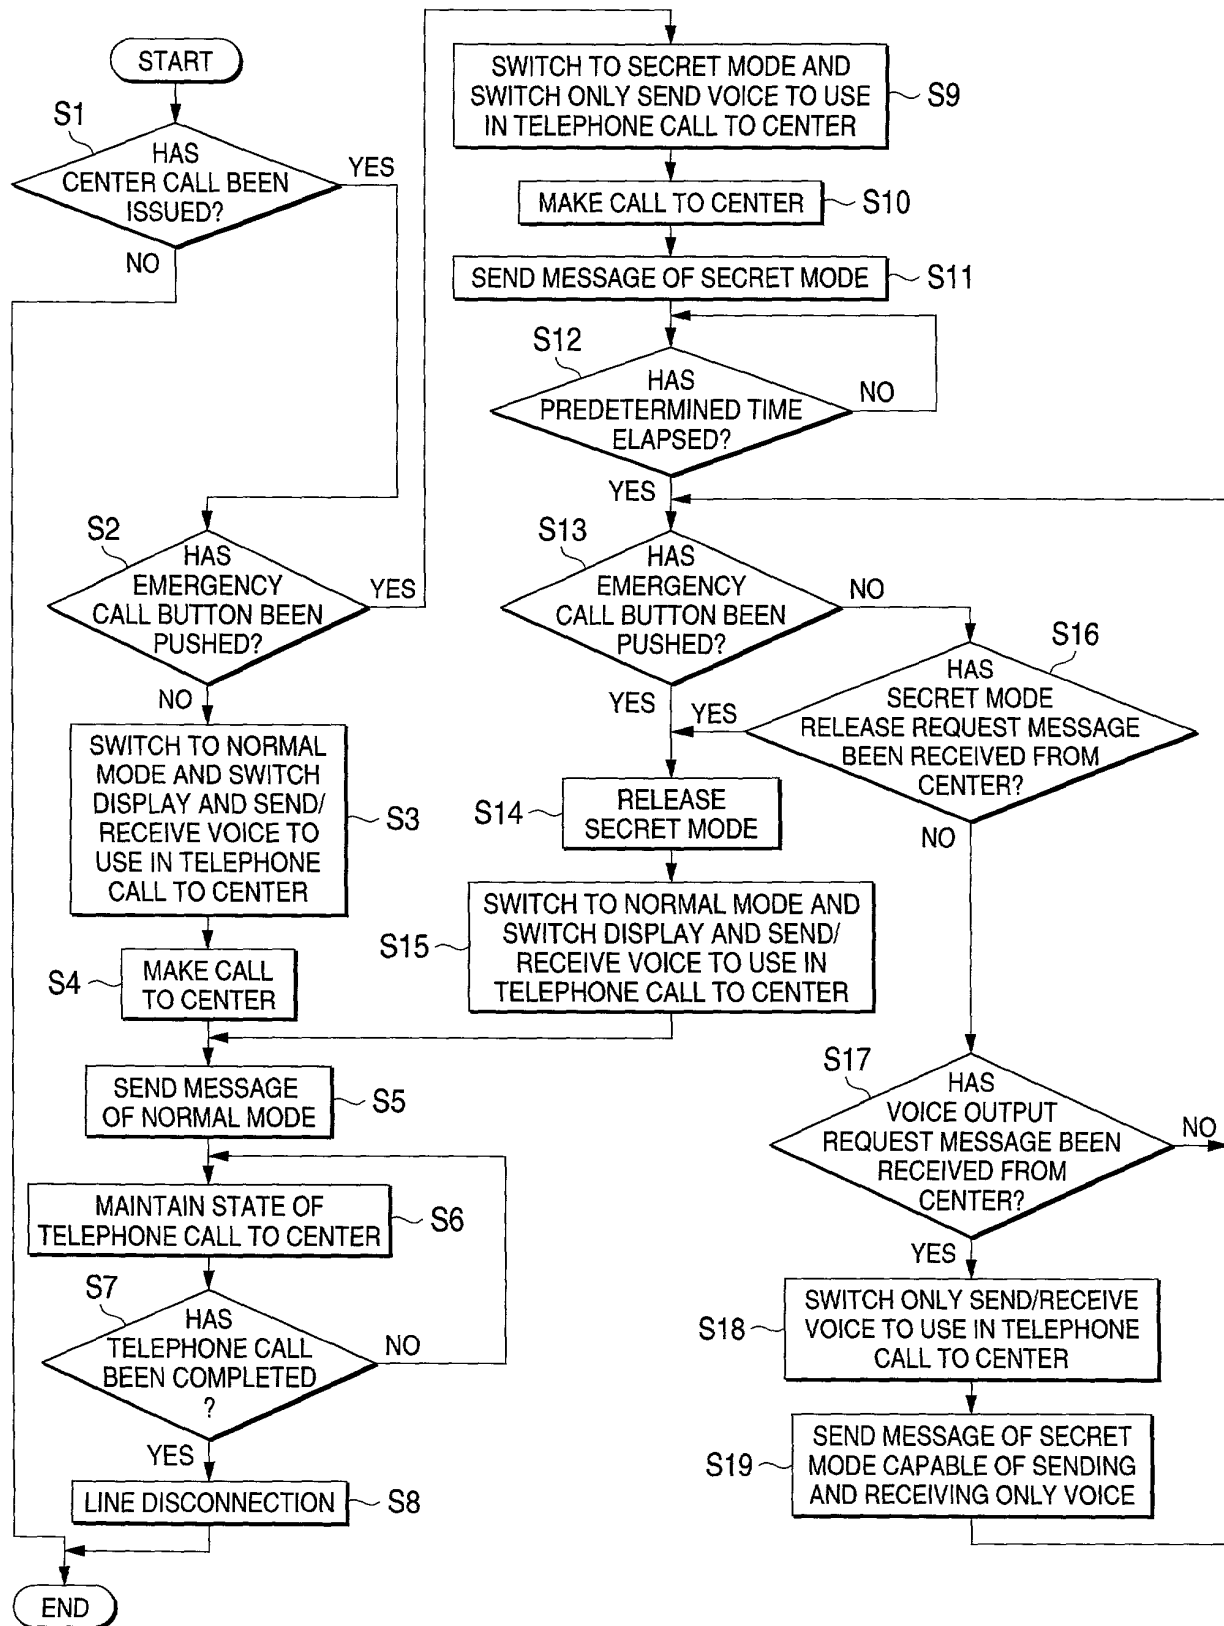 START
S1
HAS
CENTER CALL BEEN
ISSUED?
YES
NO
S2
HAS
EMERGENCY
CALL BUTTON BEEN
PUSHED?
YES
NO
SWITCH TO NORMAL
MODE AND SWITCH
DISPLAY AND SEND/
RECEIVE VOICE TO
USE IN TELEPHONE
CALL TO CENTER
S3
S4
MAKE CALL
TO CENTER
SEND MESSAGE
OF NORMAL MODE
S5
MAINTAIN STATE OF
TELEPHONE CALL TO CENTER
S6
S7
HAS
TELEPHONE CALL
BEEN COMPLETED
?
NO
YES
LINE DISCONNECTION
S8
END
SWITCH TO SECRET MODE AND
SWITCH ONLY SEND VOICE TO USE
IN TELEPHONE CALL TO CENTER
S9
MAKE CALL TO CENTER
S10
SEND MESSAGE OF SECRET MODE
S11
S12
HAS
PREDETERMINED TIME
ELAPSED?
NO
YES
S13
HAS
EMERGENCY
CALL BUTTON BEEN
PUSHED?
NO
YES
S16
HAS
SECRET MODE
RELEASE REQUEST MESSAGE
BEEN RECEIVED FROM
CENTER?
YES
NO
S14
RELEASE
SECRET MODE
S15
SWITCH TO NORMAL MODE AND
SWITCH DISPLAY AND SEND/
RECEIVE VOICE TO USE IN
TELEPHONE CALL TO CENTER
S17
HAS
VOICE OUTPUT
REQUEST MESSAGE BEEN
RECEIVED FROM
CENTER?
NO
YES
S18
SWITCH ONLY SEND/RECEIVE
VOICE TO USE IN TELEPHONE
CALL TO CENTER
S19
SEND MESSAGE OF SECRET
MODE CAPABLE OF SENDING
AND RECEIVING ONLY VOICE